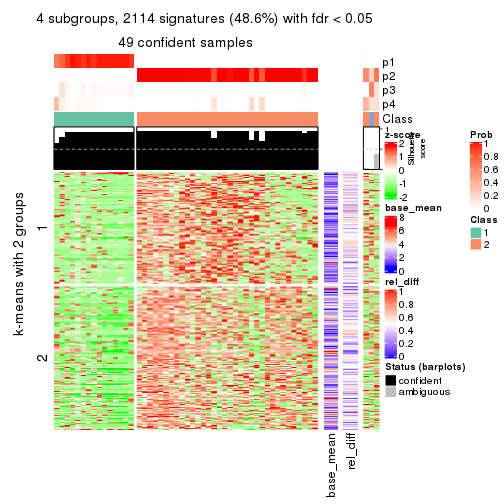 4 subgroups, 2114 signatures (48.6%) with fdr < 0.05
49 confident samples
p1
p2
p3
p4
Class
1
Silhouette
score
k-means with 2 groups
1
2
base_mean
rel_diff
z-score
2
1
0
-1
-2
base_mean
8
6
4
2
0
rel_diff
1
0.8
0.6
0.4
0.2
0
Status (barplots)
confident
ambiguous
Prob
1
0.8
0.6
0.4
0.2
0
Class
1
2